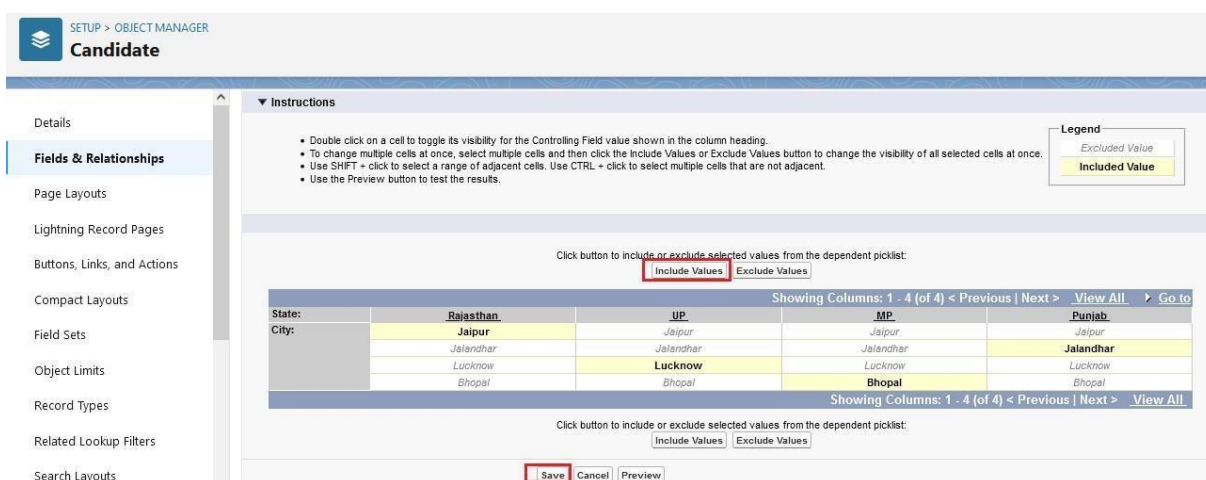 SETUP > OBJECT MANAGER
Candidate
Details
Fields & Relationships
Page Layouts
Lightning Record Pages
Buttons, Links, and Actions
Compact Layouts
Field Sets
Object Limits
Record Types
Related Lookup Filters
Search Layouts
▼ Instructions
• Double click on a cell to toggle its visibility for the Controlling Field value shown in the column heading.
• To change multiple cells at once, select multiple cells and then click the Include Values or Exclude Values button to change the visibility of all selected cells at once.
• Use SHIFT + click to select a range of adjacent cells. Use CTRL + click to select multiple cells that are not adjacent.
• Use the Preview button to test the results.
Legend
Excluded Value
Included Value
Click button to include or exclude selected values from the dependent picklist:
Include Values Exclude Values
Showing Columns: 1 - 4 (of 4) < Previous | Next > View All ▸ Go to
State: Rajasthan UP MP Punjab
City: Jaipur Jaipur Jaipur Jaipur
Jalandhar Jalandhar Jalandhar Jalandhar
Lucknow Lucknow Lucknow Lucknow
Bhopal Bhopal Bhopal Bhopal
Showing Columns: 1 - 4 (of 4) < Previous | Next > View All
Click button to include or exclude selected values from the dependent picklist:
Include Values Exclude Values
Save Cancel Preview